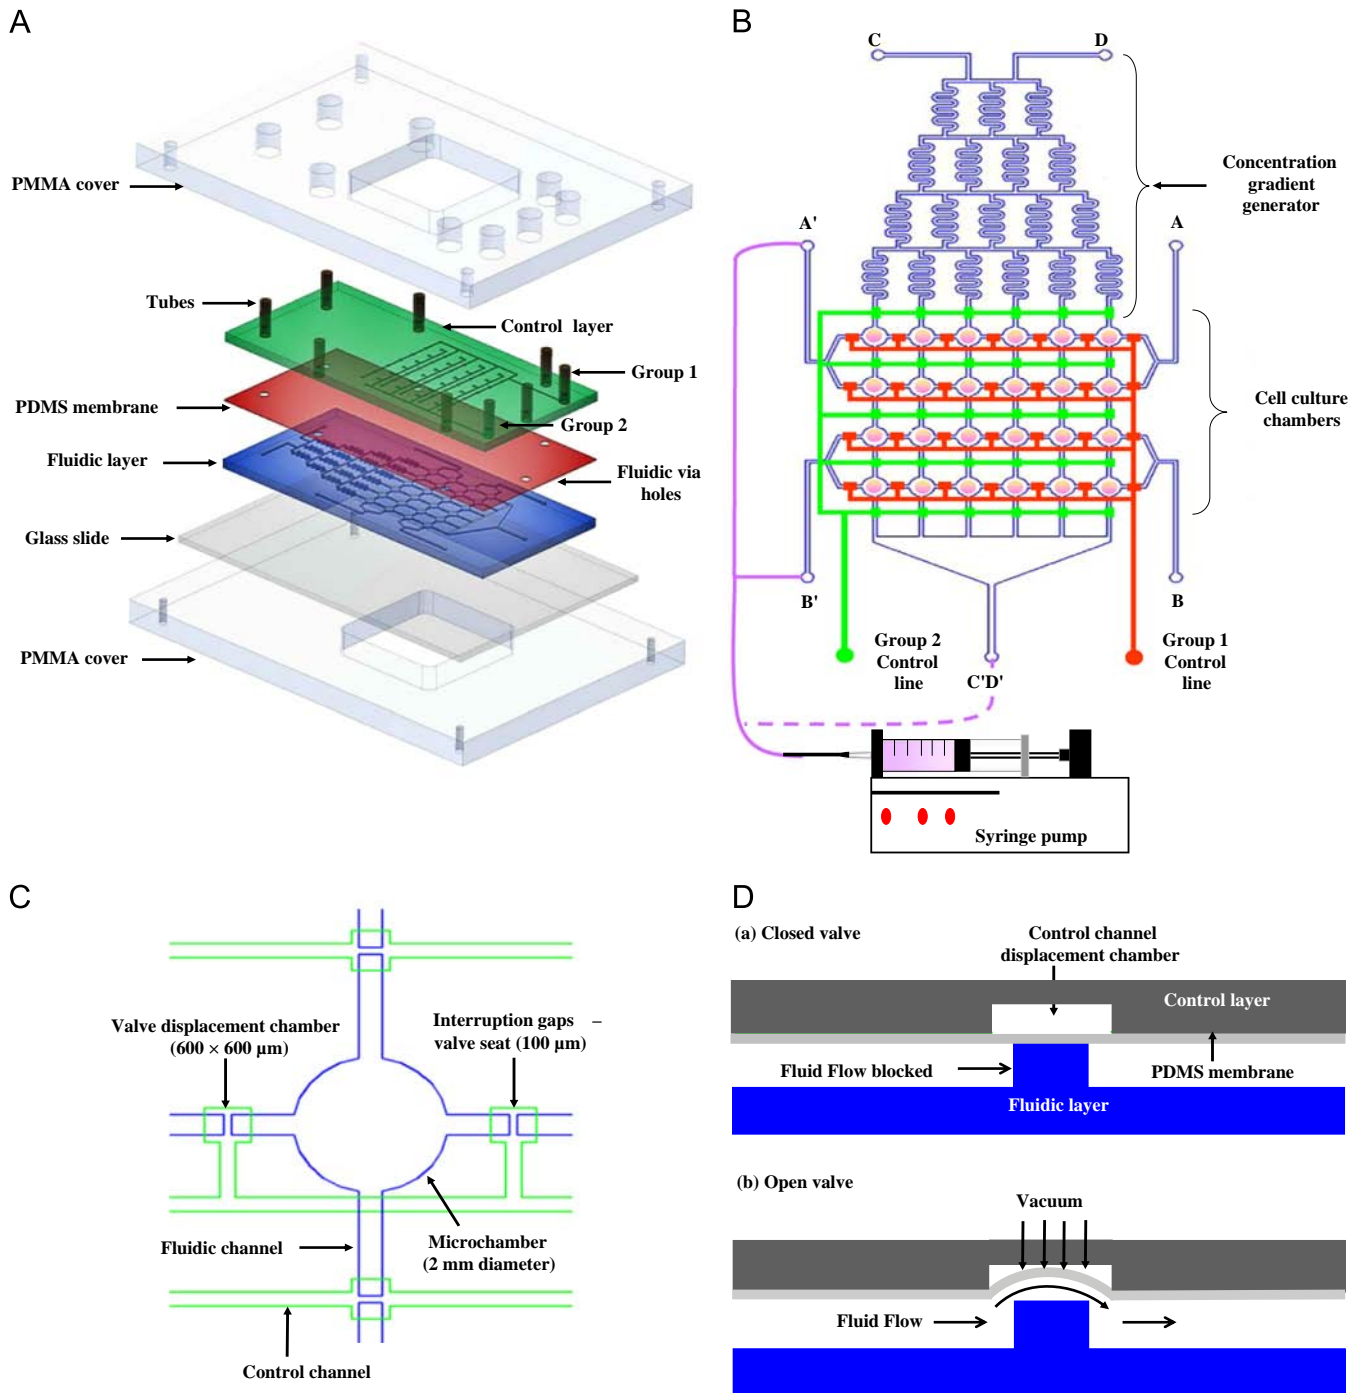 A
PMMA cover
Tubes
Control layer
Group 1
PDMS membrane
Group 2
Fluidic layer
Fluidic via
holes
Glass slide
PMMA cover
B
C
D
Concentration
gradient
generator
A'
A
Cell culture
chambers
B'
B
Group 2
Control
line
Group 1
Control
line
C'D'
Syringe pump
C
Valve displacement chamber
(600 × 600 µm)
Interruption gaps –
valve seat (100 µm)
Fluidic channel
Microchamber
(2 mm diameter)
Control channel
D
(a) Closed valve
Control channel
displacement chamber
Control layer
Fluid Flow blocked
PDMS membrane
Fluidic layer
(b) Open valve
Vacuum
Fluid Flow